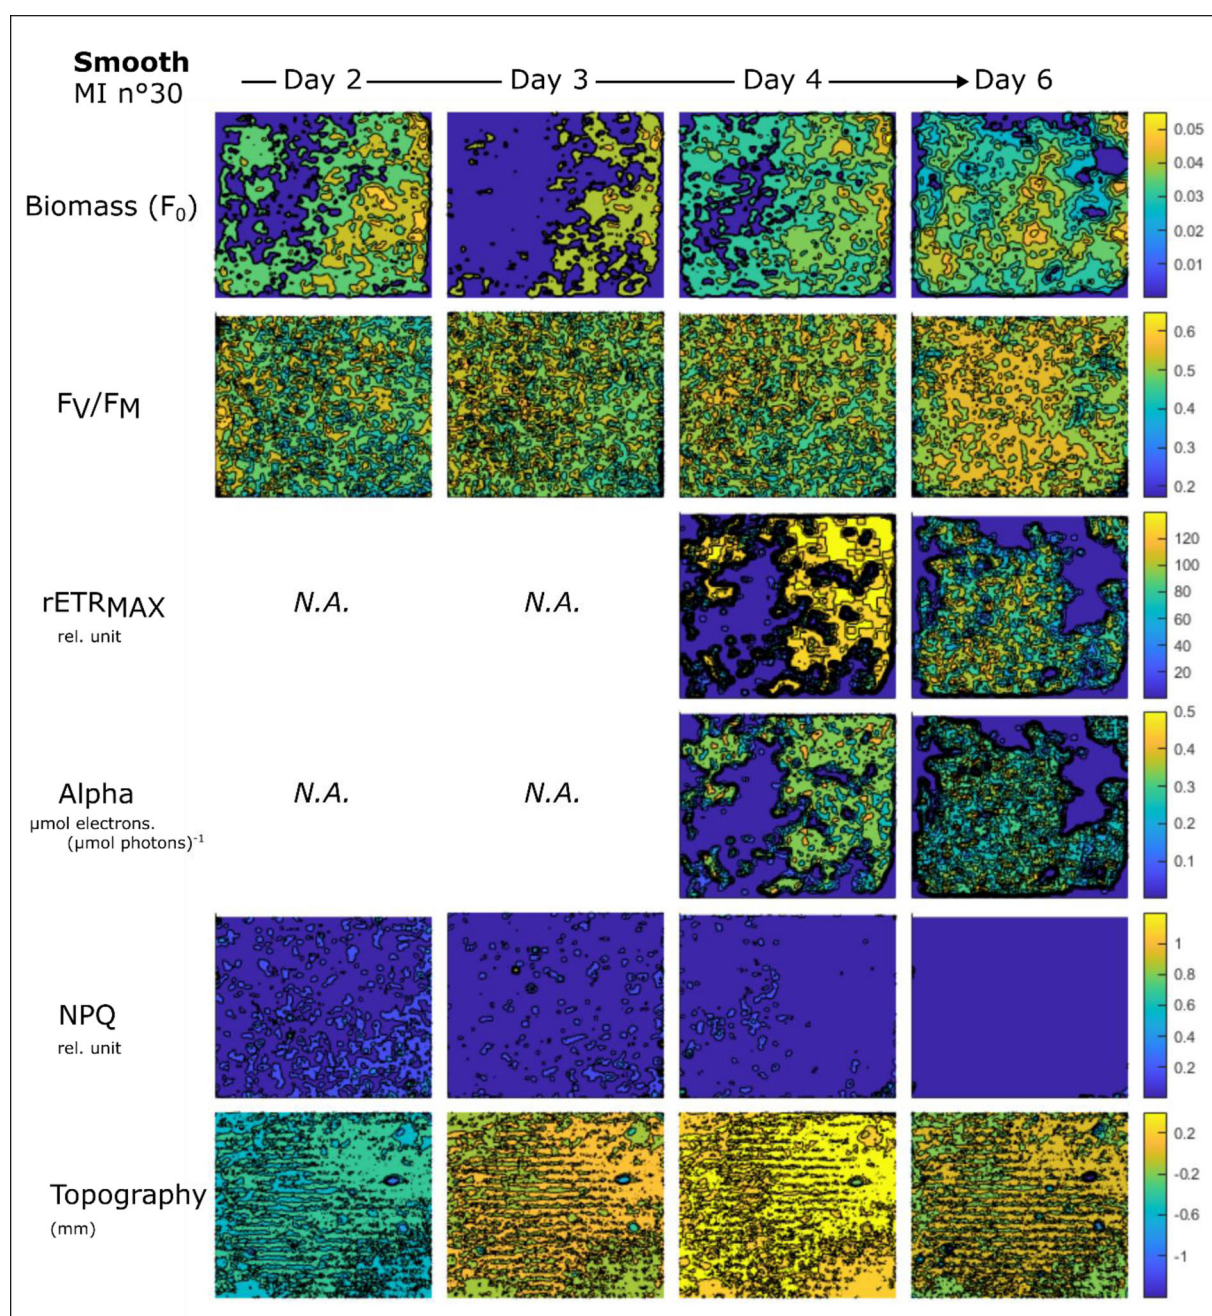 Smooth
MI n°30
Day 2
Day 3
Day 4
Day 6
Biomass (F₀)
0.05
0.04
0.03
0.02
0.01
FV/FM
0.6
0.5
0.4
0.3
0.2
rETRMAX
rel. unit
N.A.
N.A.
120
100
80
60
40
20
Alpha
µmol electrons.
(µmol photons)⁻¹
N.A.
N.A.
0.5
0.4
0.3
0.2
0.1
NPQ
rel. unit
1
0.8
0.6
0.4
0.2
Topography
(mm)
0.2
-0.2
-0.6
-1